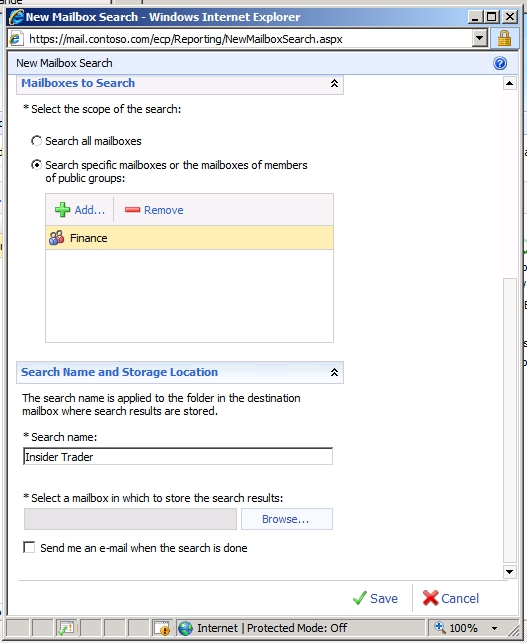 New Mailbox Search - Windows Internet Explorer
https://mail.contoso.com/ecp/Reporting/NewMailboxSearch.aspx
New Mailbox Search
Mailboxes to Search
* Select the scope of the search:
Search all mailboxes
Search specific mailboxes or the mailboxes of members
of public groups:
Add... Remove
Finance
Search Name and Storage Location
The search name is applied to the folder in the destination
mailbox where search results are stored.
* Search name:
Insider Trader
* Select a mailbox in which to store the search results:
Browse...
Send me an e-mail when the search is done
Save Cancel
Internet | Protected Mode: Off 100%